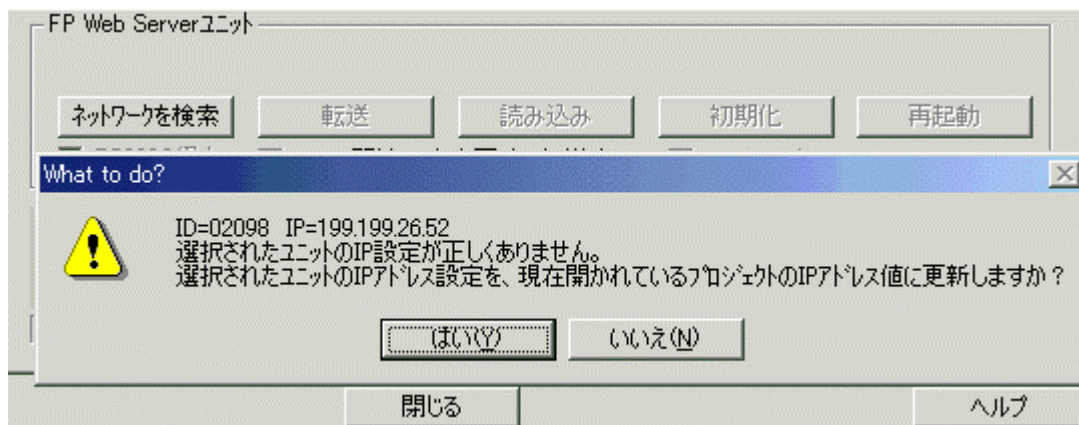 FP Web Serverユニット
ネットワークを検索 転送 読み込み 初期化 再起動
What to do?
ID=02098 IP=199.199.26.52
選択されたユニットのIP設定が正しくありません。
選択されたユニットのIPアドレス設定を、現在開かれているプロジェクトのIPアドレス値に更新しますか？
はい(Y) いいえ(N)
閉じる ヘルプ